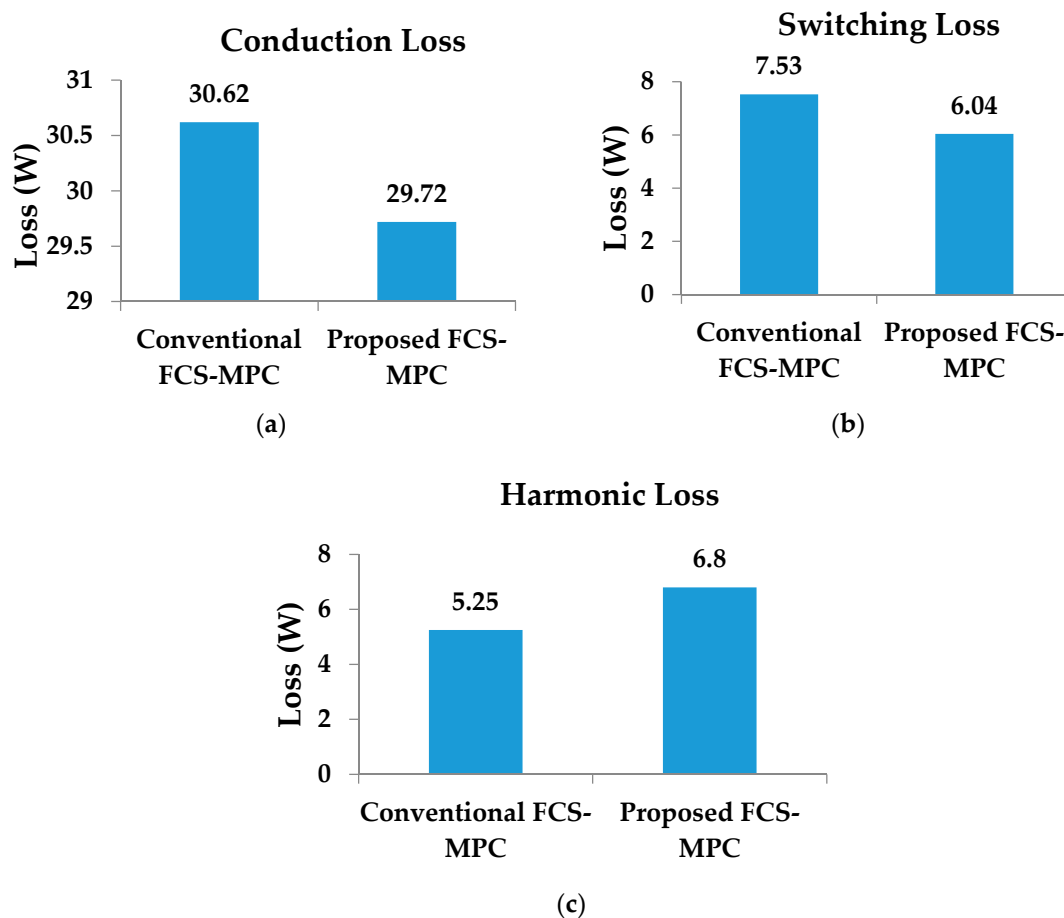 Conduction Loss
31
30.5
30
29.5
29
Loss (W)
30.62
29.72
Conventional
FCS-MPC
Proposed FCS-
MPC
(a)
Switching Loss
8
6
4
2
0
Loss (W)
7.53
6.04
Conventional
FCS-MPC
Proposed FCS-
MPC
(b)
Harmonic Loss
8
6
4
2
0
Loss (W)
5.25
6.8
Conventional FCS-
MPC
Proposed FCS-
MPC
(c)